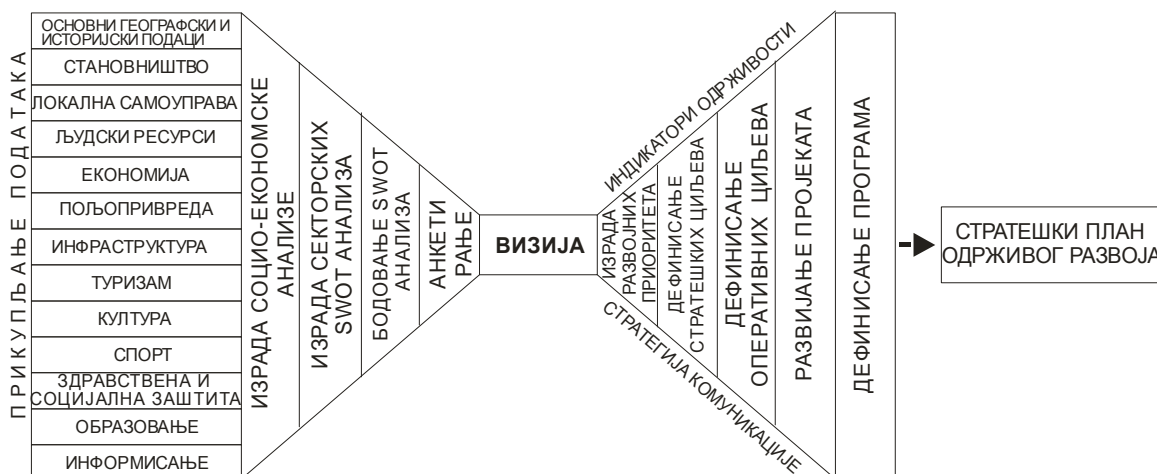 ПРИКУПЉАЊЕ ПОДАТАКА
ОСНОВНИ ГЕОГРАФСКИ И
ИСТОРИЈСКИ ПОДАЦИ
СТАНОВНИШТВО
ЛОКАЛНА САМОУПРАВА
ЉУДСКИ РЕСУРСИ
ЕКОНОМИЈА
ПОЉОПРИВРЕДА
ИНФРАСТРУКТУРА
ТУРИЗАМ
КУЛТУРА
СПОРТ
ЗДРАВСТВЕНА И
СОЦИЈАЛНА ЗАШТИТА
ОБРАЗОВАЊЕ
ИНФОРМИСАЊЕ
ИЗРАДА СОЦИО-ЕКОНОМСКЕ
АНАЛИЗЕ
ИЗРАДА СЕКТОРСКИХ
SWOT АНАЛИЗА
БОДОВАЊЕ SWOT
АНАЛИЗА
АНКЕТИ
РАЊЕ
ВИЗИЈА
ИНДИКАТОРИ ОДРЖИВОСТИ
ИЗРАДА
РАЗВОЈНИХ
ПРИОРИТЕТА
ДЕФИНИСАЊЕ
СТРАТЕШКИХ ЦИЉЕВА
ДЕФИНИСАЊЕ
ОПЕРАТИВНИХ ЦИЉЕВА
РАЗВИЈАЊЕ ПРОЈЕКАТА
СТРАТЕГИЈА КОМУНИКАЦИЈЕ
ДЕФИНИСАЊЕ ПРОГРАМА
СТРАТЕШКИ ПЛАН
ОДРЖИВОГ РАЗВОЈА